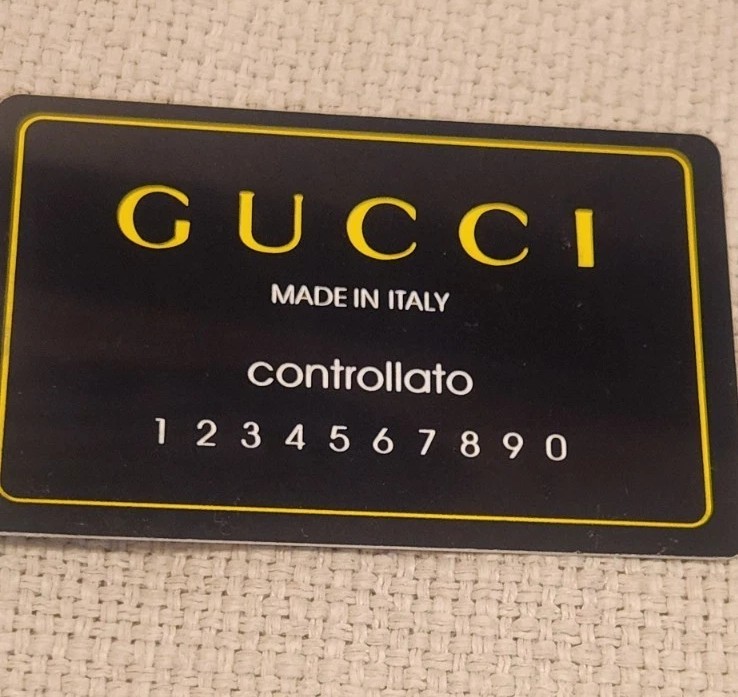 GUCCI
MADE IN ITALY
controllato
1 2 3 4 5 6 7 8 9 0